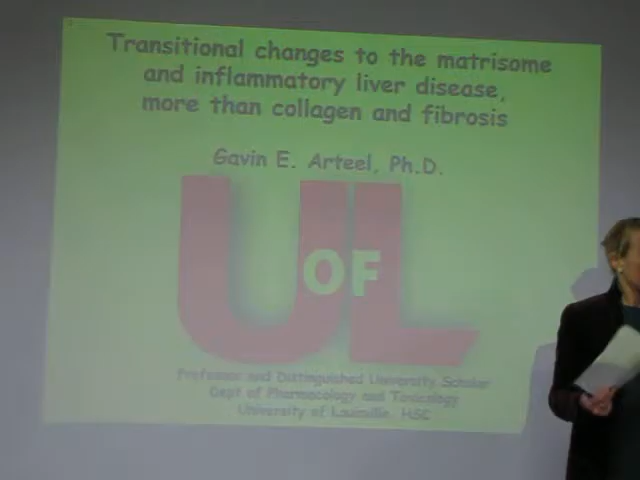 Transitional changes to the matrisome
and inflammatory liver disease,
more than collagen and fibrosis
Gavin E. Arteel, Ph.D.
U OF L
Professor and Distinguished University Scholar
Dept of Pharmacology and Toxicology
University of Louisville, HSC